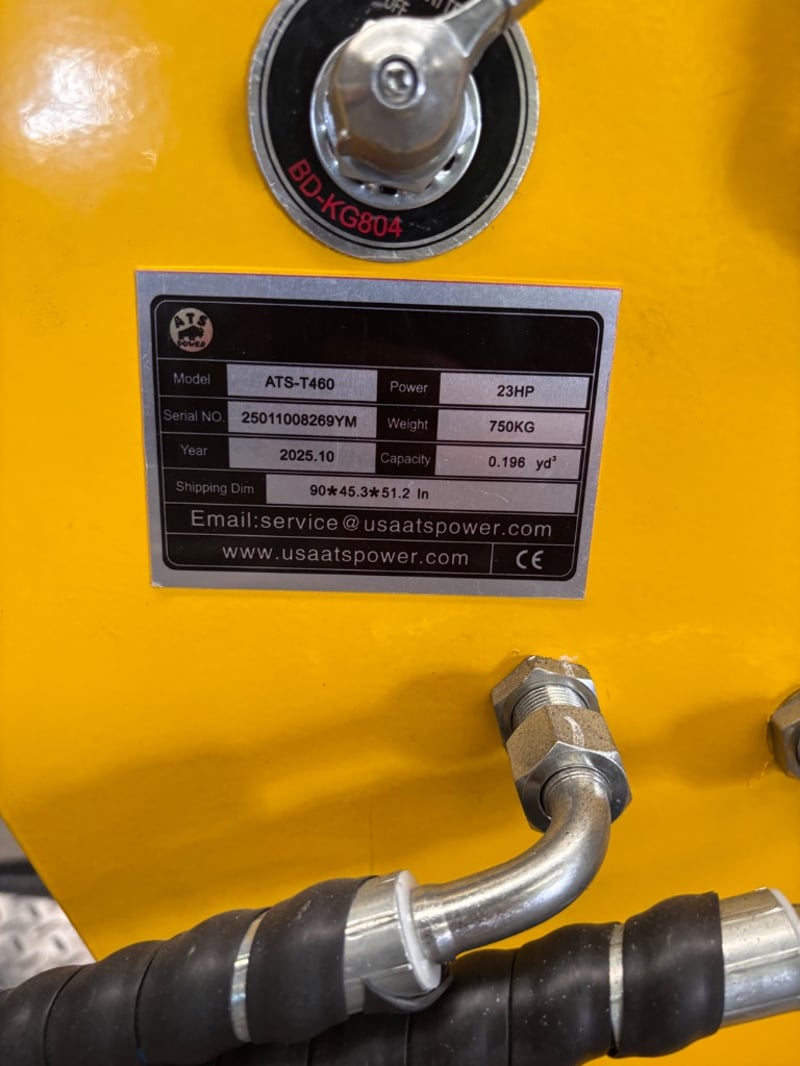 OFF
BD-KG804
ATS
POWER
Model ATS-T460 Power 23HP
Serial NO. 25011008269YM Weight 750KG
Year 2025.10 Capacity 0.196 yd³
Shipping Dim 90*45.3*51.2 In
Email:service@usaatspower.com
www.usaatspower.com CE